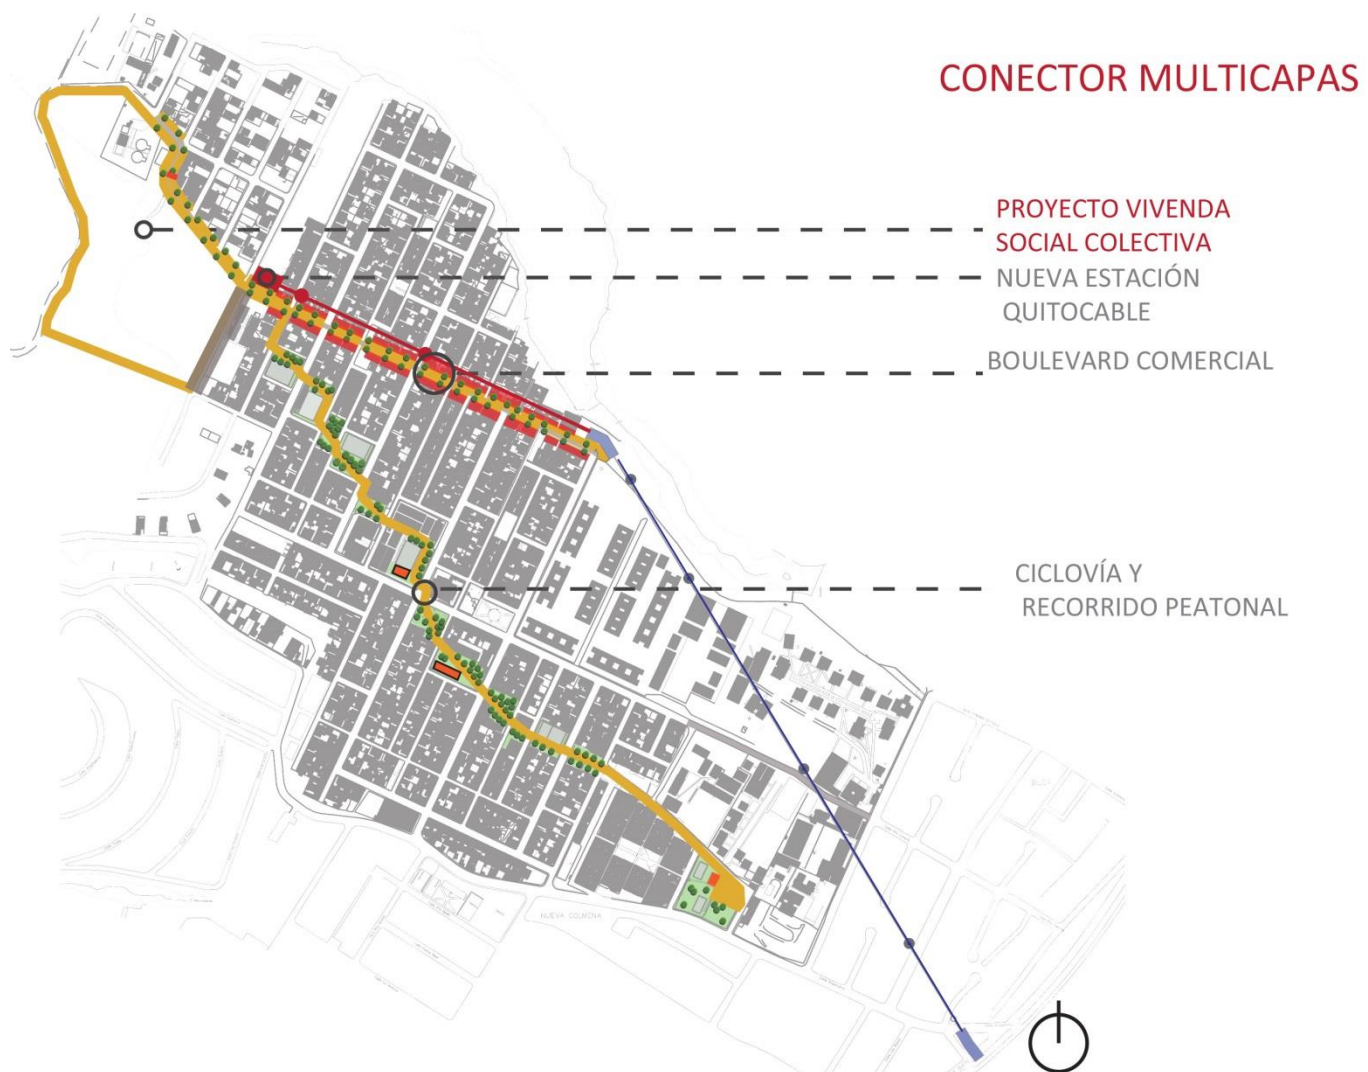 CONECTOR MULTICAPAS
PROYECTO VIVENDA
SOCIAL COLECTIVA
NUEVA ESTACIÓN
QUITOCABLE
BOULEVARD COMERCIAL
CICLOVÍA Y
RECORRIDO PEATONAL
NUEVA COLMENA